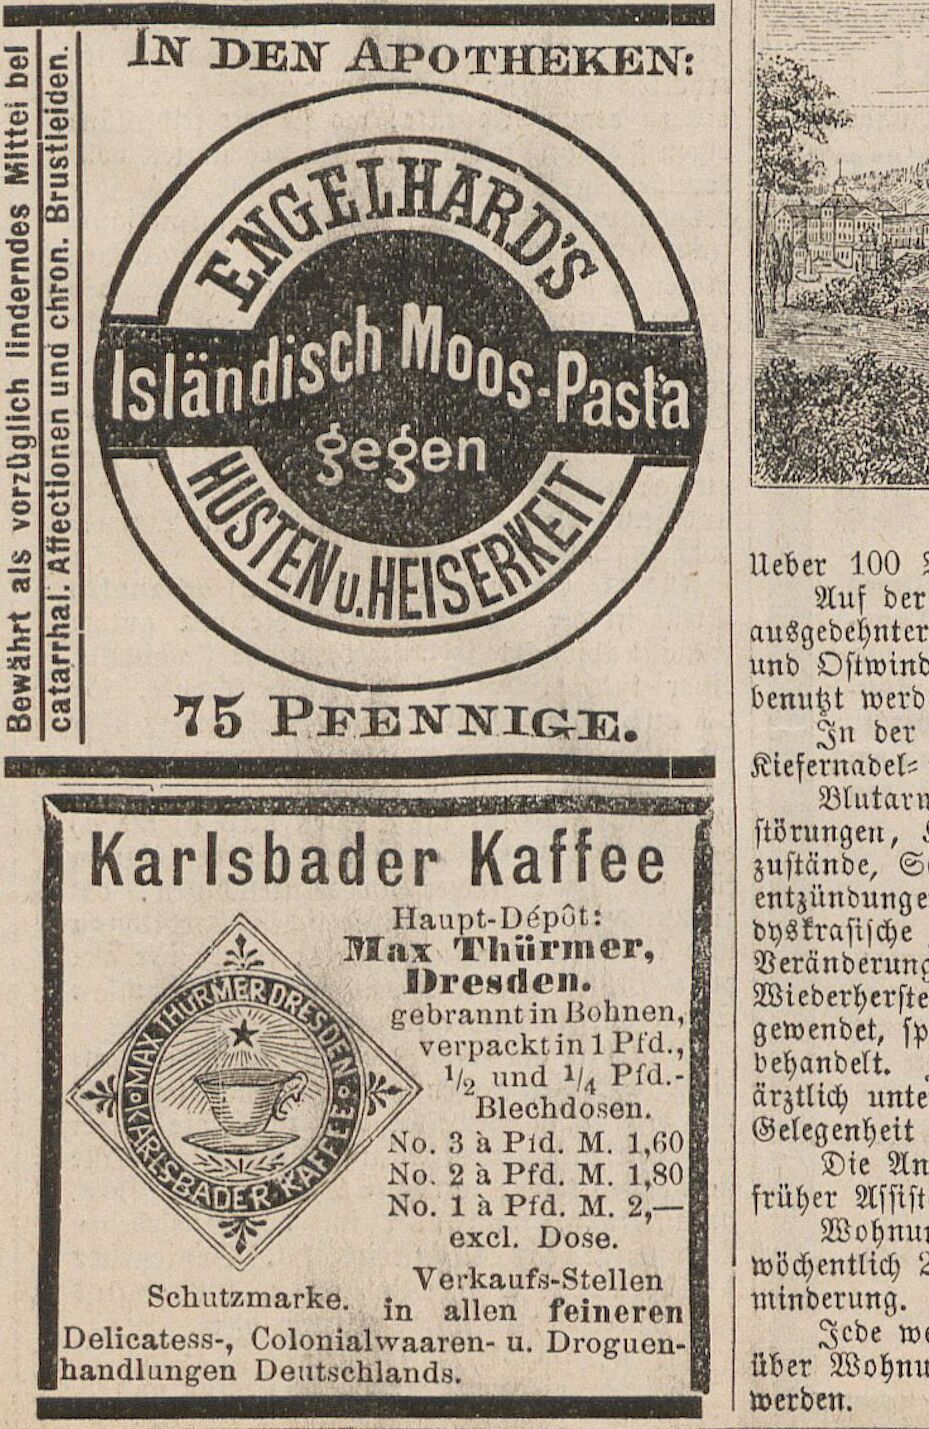 IN DEN APOTHEKEN:
Bewährt als vorzüglich linderndes Mittel bei
catarrhal. Affectionen und chron. Brustleiden.
ENGELHARD'S
Isländisch Moos-Pasta
gegen
HUSTEN u. HEISERKEIT
75 PFENNIGE.
Karlsbader Kaffee
Haupt-Dépôt:
Max Thürmer,
Dresden.
MAX THÜRMER DRESDEN
KARLSBADER KAFFEE
gebrannt in Bohnen,
verpackt in 1 Pfd.,
1/2 und 1/4 Pfd.-
Blechdosen.
No. 3 à Pfd. M. 1,60
No. 2 à Pfd. M. 1,80
No. 1 à Pfd. M. 2,—
excl. Dose.
Schutzmarke.
Verkaufs-Stellen
in allen feineren
Delicatess-, Colonialwaaren- u. Droguen-
handlungen Deutschlands.
Ueber 100
Auf der
ausgedehnter
und Ostwind
benutzt werd
In der
Kiefernadel-
Blutarm
störungen,
zustände,
entzündunge
dyskrasische
Veränderung
Wiederherste
gewendet, sp
behandelt.
ärztlich unte
Gelegenheit
Die An
früher Assist
Wohnun
wöchentlich 2
minderung.
Jede we
über Wohnu
werden.